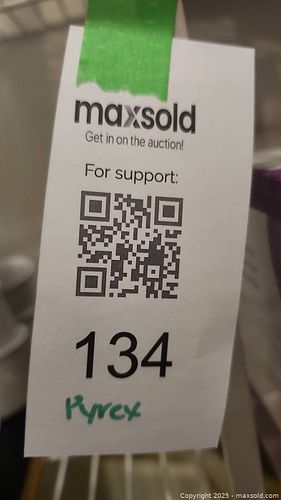 maxsold
Get in on the auction!
For support:
134
Pyrex
Copyright 2025 - maxsold.com